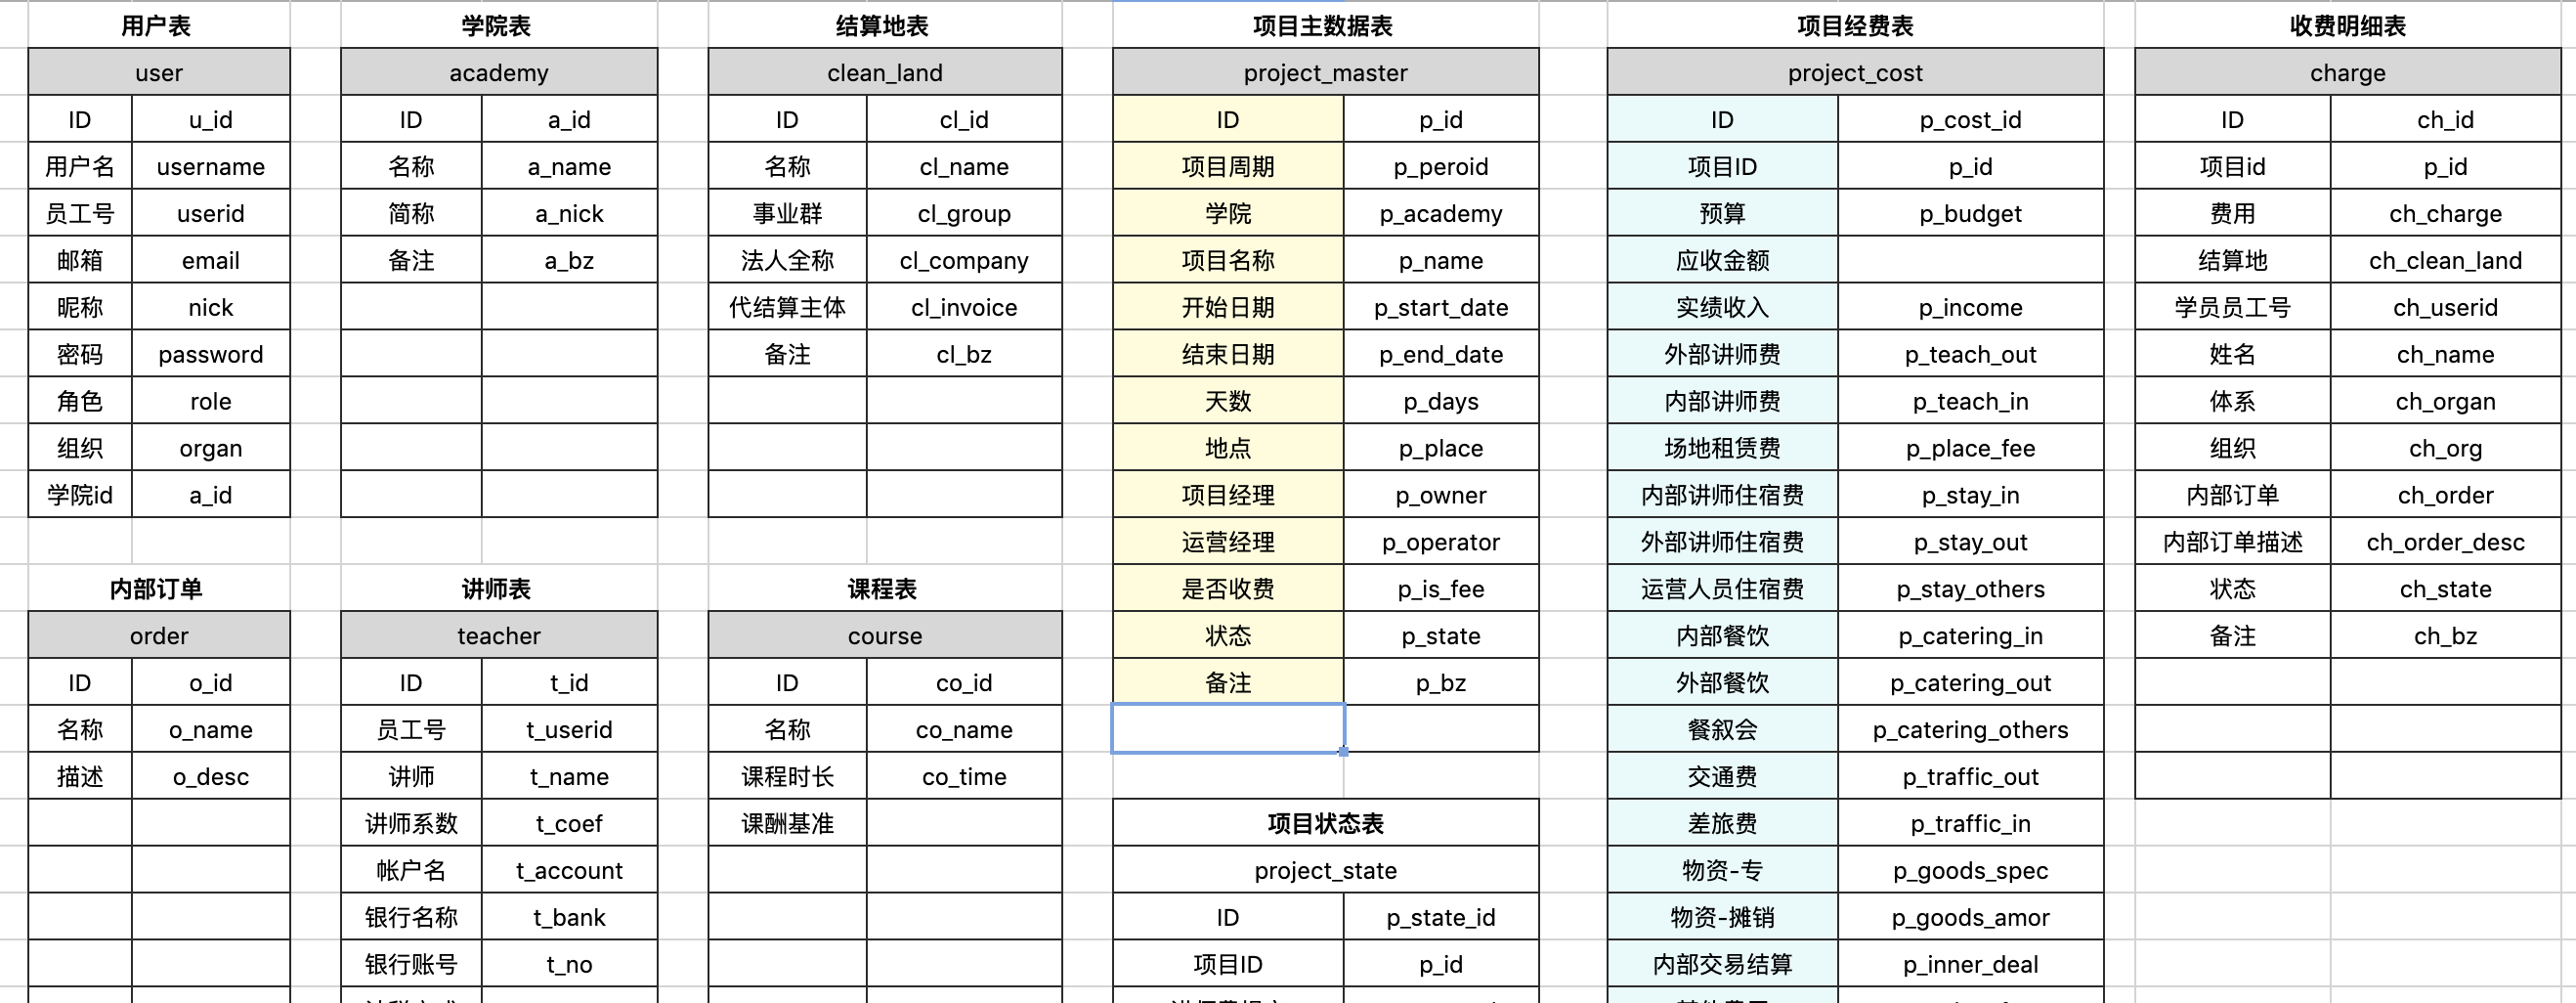 用户表
user
ID u_id
用户名 username
员工号 userid
邮箱 email
昵称 nick
密码 password
角色 role
组织 organ
学院id a_id
学院表
academy
ID a_id
名称 a_name
简称 a_nick
备注 a_bz
结算地表
clean_land
ID cl_id
名称 cl_name
事业群 cl_group
法人全称 cl_company
代结算主体 cl_invoice
备注 cl_bz
项目主数据表
project_master
ID p_id
项目周期 p_peroid
学院 p_academy
项目名称 p_name
开始日期 p_start_date
结束日期 p_end_date
天数 p_days
地点 p_place
项目经理 p_owner
运营经理 p_operator
是否收费 p_is_fee
状态 p_state
备注 p_bz
项目经费表
project_cost
ID p_cost_id
项目ID p_id
预算 p_budget
应收金额
实绩收入 p_income
外部讲师费 p_teach_out
内部讲师费 p_teach_in
场地租赁费 p_place_fee
内部讲师住宿费 p_stay_in
外部讲师住宿费 p_stay_out
运营人员住宿费 p_stay_others
内部餐饮 p_catering_in
外部餐饮 p_catering_out
餐叙会 p_catering_others
交通费 p_traffic_out
差旅费 p_traffic_in
物资-专 p_goods_spec
物资-摊销 p_goods_amor
内部交易结算 p_inner_deal
收费明细表
charge
ID ch_id
项目id p_id
费用 ch_charge
结算地 ch_clean_land
学员员工号 ch_userid
姓名 ch_name
体系 ch_organ
组织 ch_org
内部订单 ch_order
内部订单描述 ch_order_desc
状态 ch_state
备注 ch_bz
内部订单
order
ID o_id
名称 o_name
描述 o_desc
讲师表
teacher
ID t_id
员工号 t_userid
讲师 t_name
讲师系数 t_coef
帐户名 t_account
银行名称 t_bank
银行账号 t_no
课程表
course
ID co_id
名称 co_name
课程时长 co_time
课酬基准
项目状态表
project_state
ID p_state_id
项目ID p_id